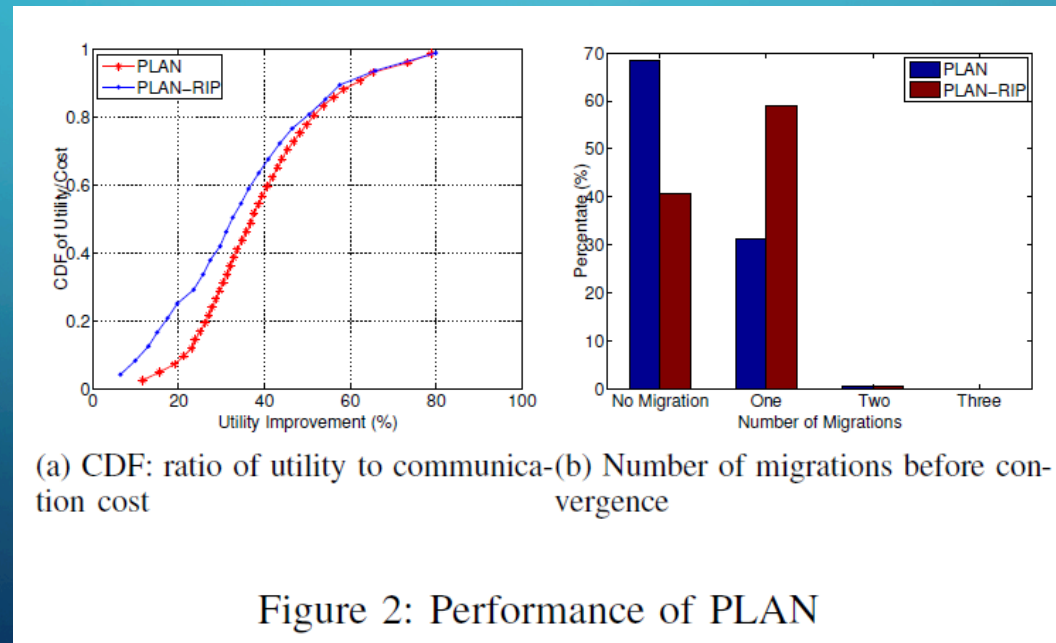 PLAN
PLAN-RIP
CDF of Utility/Cost
1
0.8
0.6
0.4
0.2
0
0 20 40 60 80 100
Utility Improvement (%)
PLAN
PLAN-RIP
Percentate (%)
70
60
50
40
30
20
10
0
No Migration One Two Three
Number of Migrations
(a) CDF: ratio of utility to communica-
tion cost
(b) Number of migrations before con-
vergence
Figure 2: Performance of PLAN